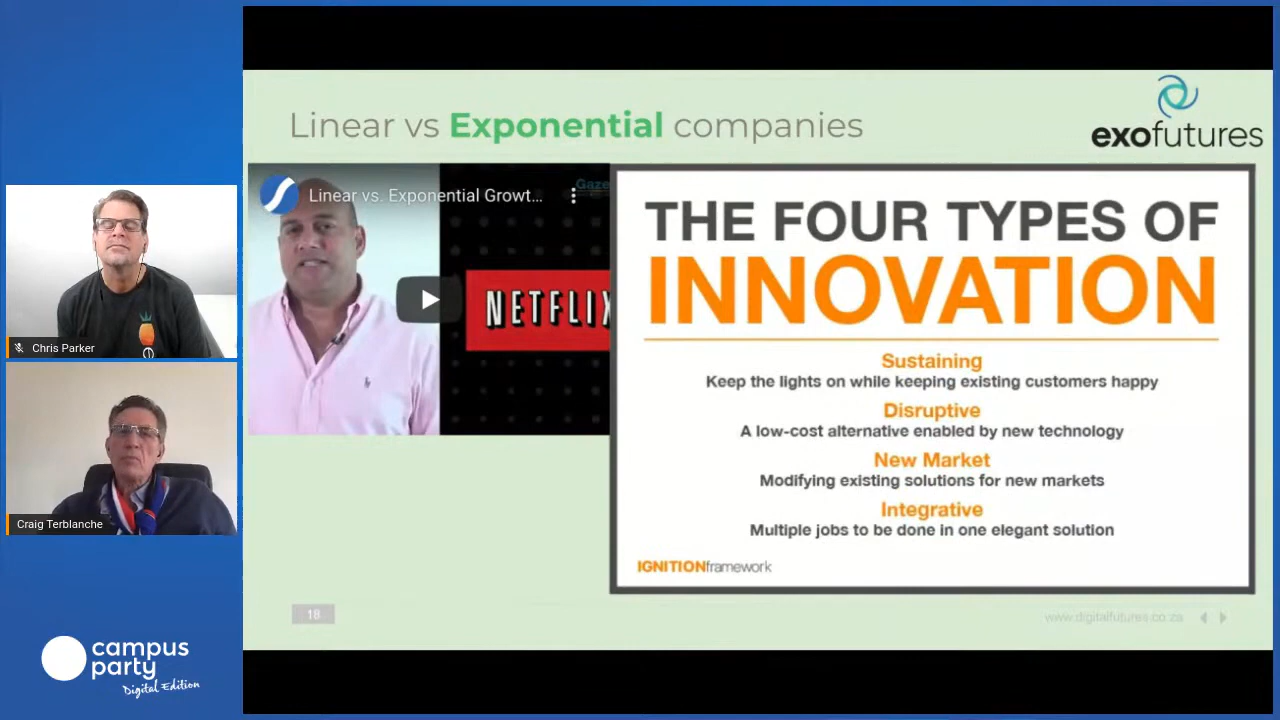 Linear vs Exponential companies
exofutures
Linear vs. Exponential Growt...
Gaze
NETFLIX
THE FOUR TYPES OF
INNOVATION
Sustaining
Keep the lights on while keeping existing customers happy
Disruptive
A low-cost alternative enabled by new technology
New Market
Modifying existing solutions for new markets
Integrative
Multiple jobs to be done in one elegant solution
IGNITIONframework
18
www.digitalfutures.co.za
Chris Parker
Craig Terblanche
campus
party
Digital Edition